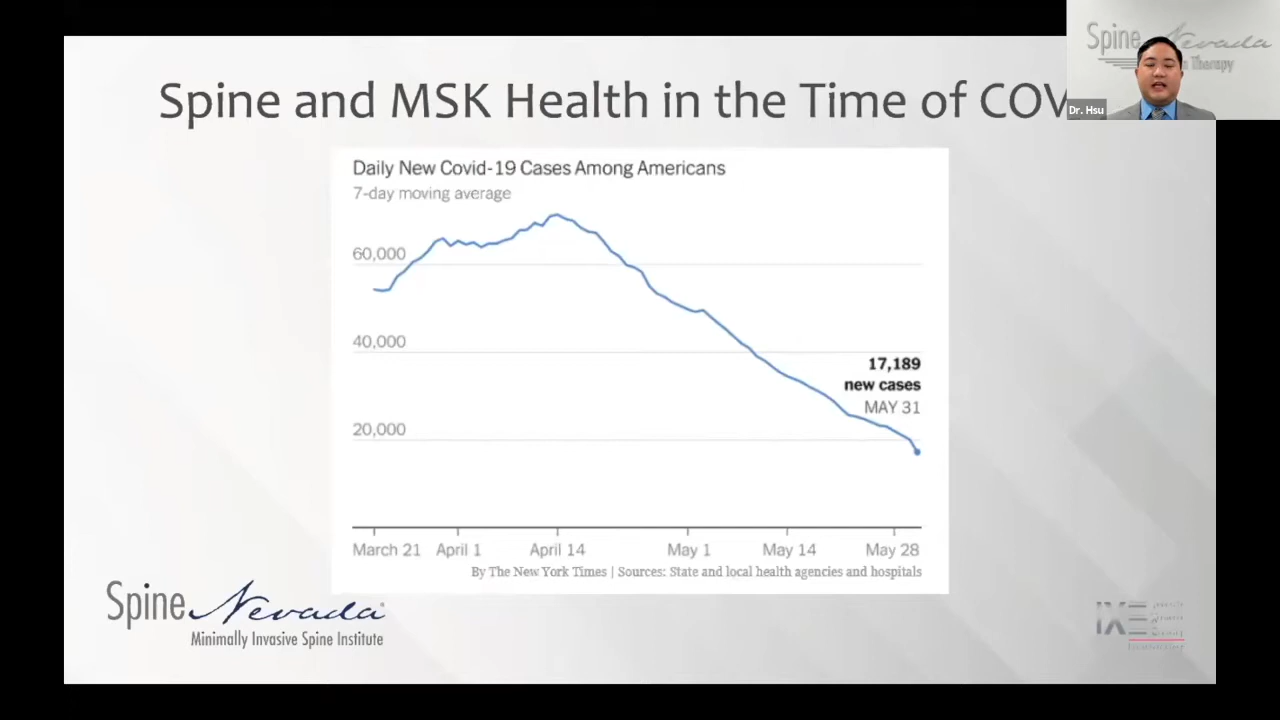 Spine and MSK Health in the Time of COV
Spine Nevada
Therapy
Dr. Hsu
Daily New Covid-19 Cases Among Americans
7-day moving average
60,000
40,000
17,189
new cases
MAY 31
20,000
March 21 April 1 April 14 May 1 May 14 May 28
By The New York Times | Sources: State and local health agencies and hospitals
Spine Nevada
Minimally Invasive Spine Institute